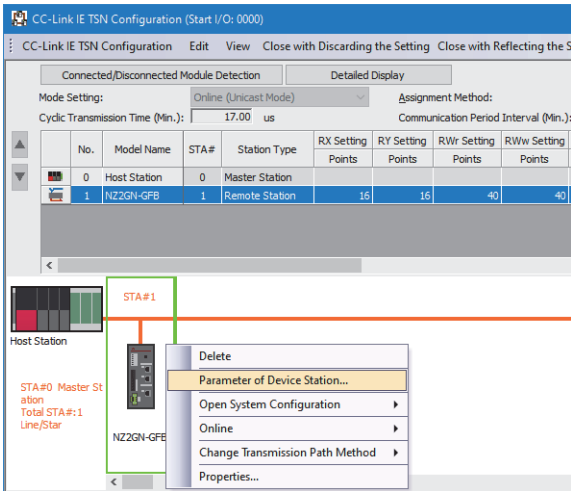 CC-Link IE TSN Configuration (Start I/O: 0000)
CC-Link IE TSN Configuration Edit View Close with Discarding the Setting Close with Reflecting the S
Connected/Disconnected Module Detection Detailed Display
Mode Setting: Online (Unicast Mode) Assignment Method:
Cyclic Transmission Time (Min.): 17.00 us Communication Period Interval (Min.):
No. Model Name STA# Station Type RX Setting RY Setting RWr Setting RWw Setting
Points Points Points Points
0 Host Station 0 Master Station
1 NZ2GN-GFB 1 Remote Station 16 16 40 40
STA#1
Host Station
STA#0 Master St
ation
Total STA#:1
Line/Star
NZ2GN-GFB
Delete
Parameter of Device Station...
Open System Configuration
Online
Change Transmission Path Method
Properties...